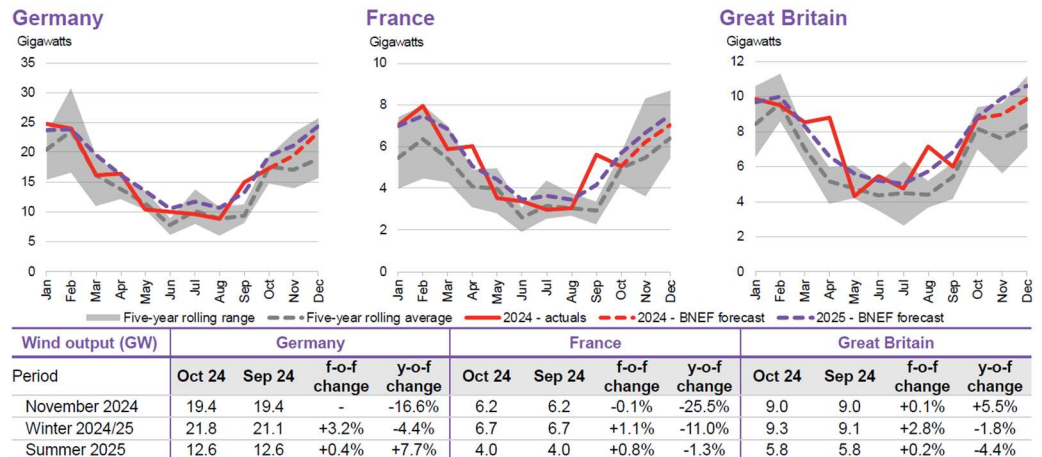 Germany
Gigawatts
35
30
25
20
15
10
5
0
Jan Feb Mar Apr May Jun Jul Aug Sep Oct Nov Dec
France
Gigawatts
10
8
6
4
2
0
Jan Feb Mar Apr May Jun Jul Aug Sep Oct Nov Dec
Great Britain
Gigawatts
12
10
8
6
4
2
0
Jan Feb Mar Apr May Jun Jul Aug Sep Oct Nov Dec
Five-year rolling range Five-year rolling average 2024 - actuals 2024 - BNEF forecast 2025 - BNEF forecast
Wind output (GW) Germany France Great Britain
Period Oct 24 Sep 24 f-o-f change y-o-f change Oct 24 Sep 24 f-o-f change y-o-f change Oct 24 Sep 24 f-o-f change y-o-f change
November 2024 19.4 19.4 - -16.6% 6.2 6.2 -0.1% -25.5% 9.0 9.0 +0.1% +5.5%
Winter 2024/25 21.8 21.1 +3.2% -4.4% 6.7 6.7 +1.1% -11.0% 9.3 9.1 +2.8% -1.8%
Summer 2025 12.6 12.6 +0.4% +7.7% 4.0 4.0 +0.8% -1.3% 5.8 5.8 +0.2% -4.4%